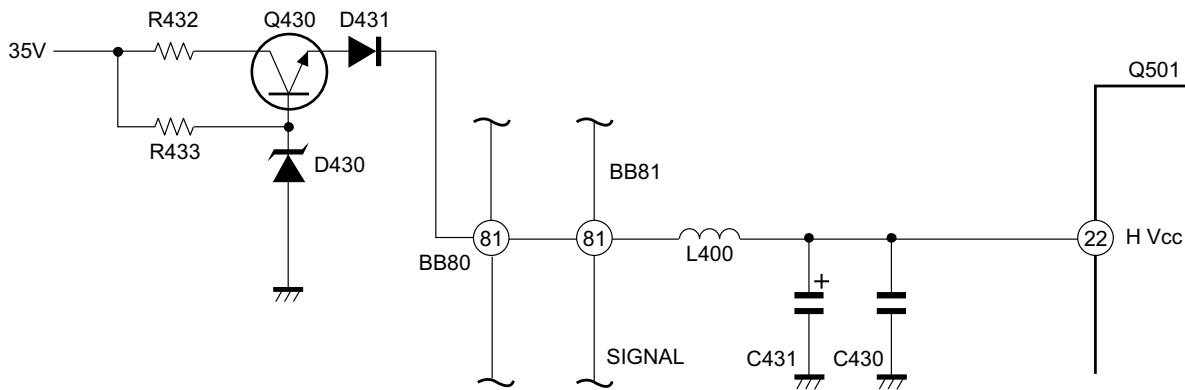 R432
Q430
D431
35V
Q501
R433
D430
BB81
81
81
22
H Vcc
BB80
L400
+
SIGNAL
C431
C430